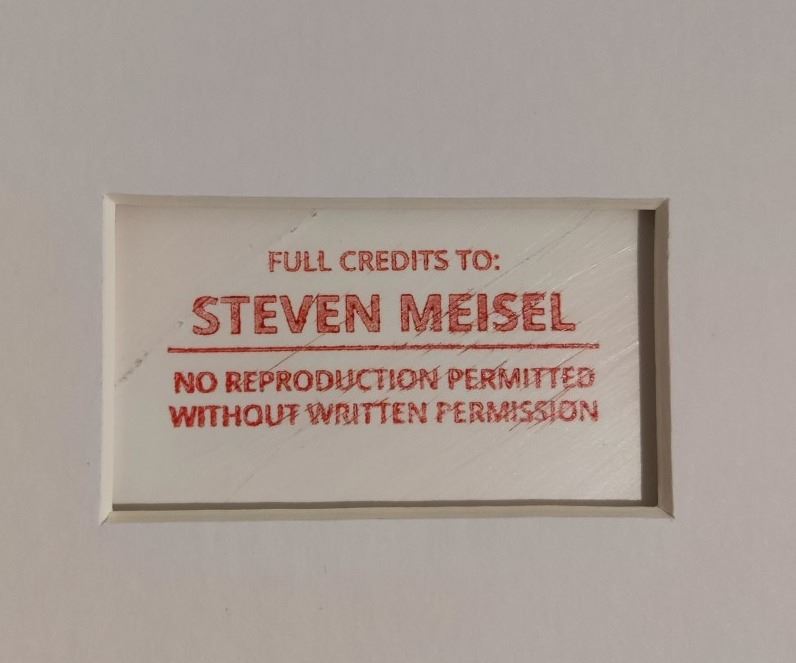 FULL CREDITS TO:
STEVEN MEISEL
NO REPRODUCTION PERMITTED
WITHOUT WRITTEN PERMISSION